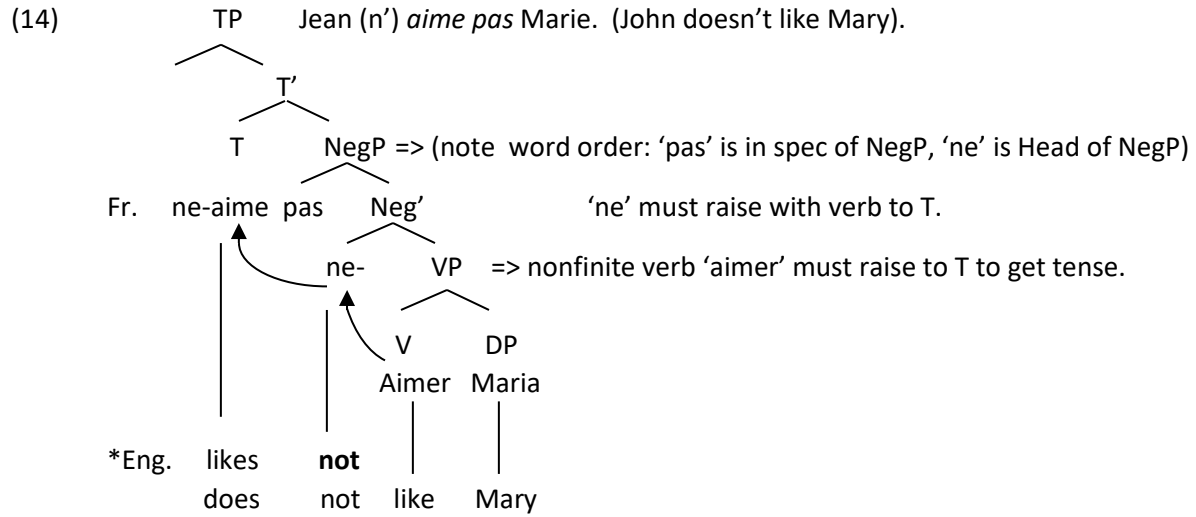 (14) TP Jean (n’) aime pas Marie. (John doesn’t like Mary).
T’
T NegP => (note word order: ‘pas’ is in spec of NegP, ‘ne’ is Head of NegP)
Fr. ne-aime pas Neg’ ‘ne’ must raise with verb to T.
ne- VP => nonfinite verb ‘aimer’ must raise to T to get tense.
V DP
Aimer Maria
*Eng. likes not
does not like Mary